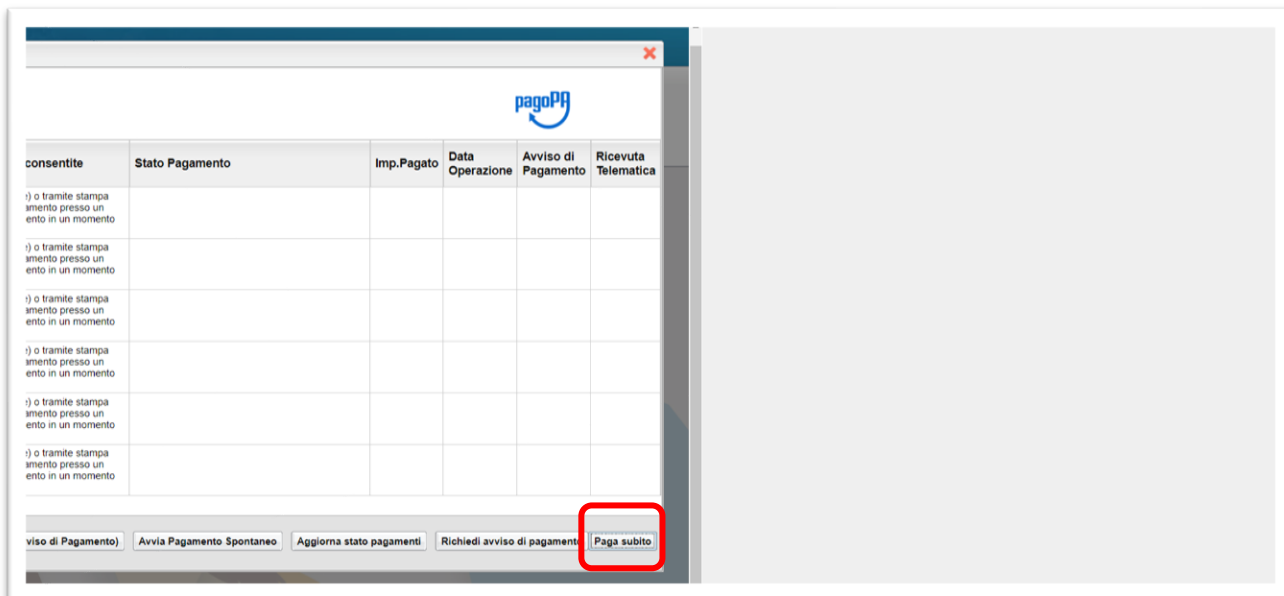 pagoPA
consentite Stato Pagamento Imp.Pagato Data Operazione Avviso di Pagamento Ricevuta Telematica
) o tramite stampa
amento presso un
ento in un momento
) o tramite stampa
amento presso un
ento in un momento
) o tramite stampa
amento presso un
ento in un momento
) o tramite stampa
amento presso un
ento in un momento
) o tramite stampa
amento presso un
ento in un momento
) o tramite stampa
amento presso un
ento in un momento
viso di Pagamento) Avvia Pagamento Spontaneo Aggiorna stato pagamenti Richiedi avviso di pagamento Paga subito